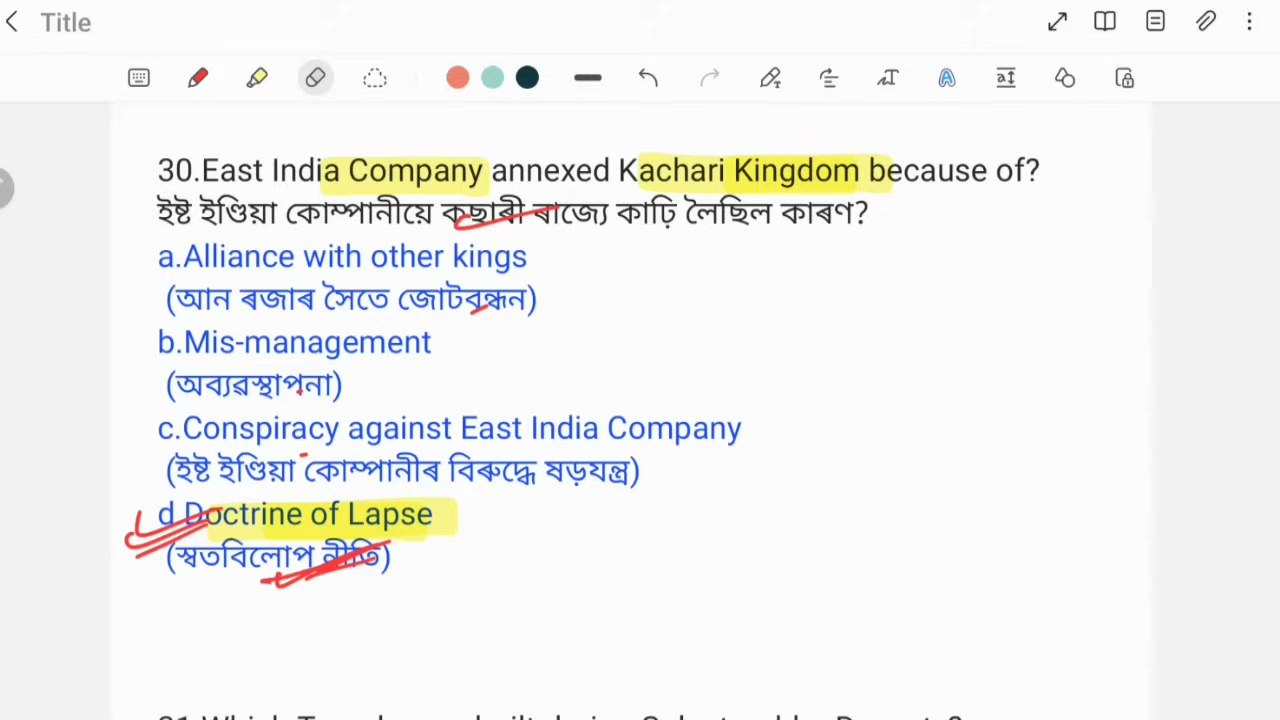 Title
30.East India Company annexed Kachari Kingdom because of?
ইষ্ট ইণ্ডিয়া কোম্পানীয়ে কছাৰী ৰাজ্যে কাঢ়ি লৈছিল কাৰণ?
a.Alliance with other kings
(আন ৰজাৰ সৈতে জোটবন্ধন)
b.Mis-management
(অব্যৱস্থাপনা)
c.Conspiracy against East India Company
(ইষ্ট ইণ্ডিয়া কোম্পানীৰ বিৰুদ্ধে ষড়যন্ত্ৰ)
d.Doctrine of Lapse
(স্বতবিলোপ নীতি)